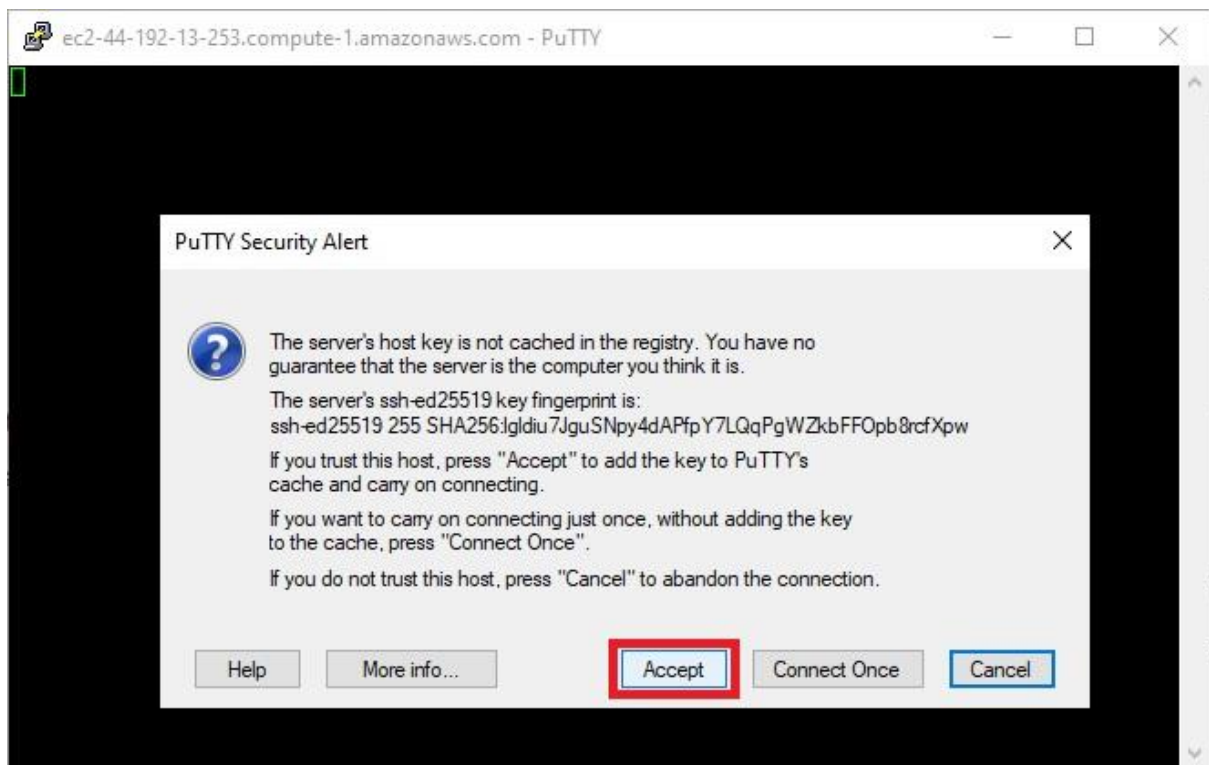 ec2-44-192-13-253.compute-1.amazonaws.com - PuTTY
PuTTY Security Alert
The server's host key is not cached in the registry. You have no
guarantee that the server is the computer you think it is.
The server's ssh-ed25519 key fingerprint is:
ssh-ed25519 255 SHA256:lgldiu7JguSNpy4dAPfpY7LQqPgWZkbFFOpb8rcfXpw
If you trust this host, press "Accept" to add the key to PuTTY's
cache and carry on connecting.
If you want to carry on connecting just once, without adding the key
to the cache, press "Connect Once".
If you do not trust this host, press "Cancel" to abandon the connection.
Help More info... Accept Connect Once Cancel